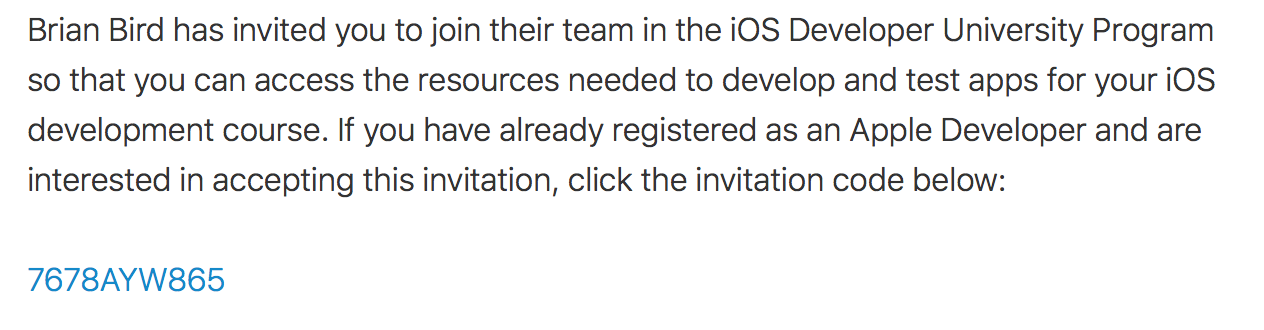 Brian Bird has invited you to join their team in the iOS Developer University Program
so that you can access the resources needed to develop and test apps for your iOS
development course. If you have already registered as an Apple Developer and are
interested in accepting this invitation, click the invitation code below:
7678AYW865